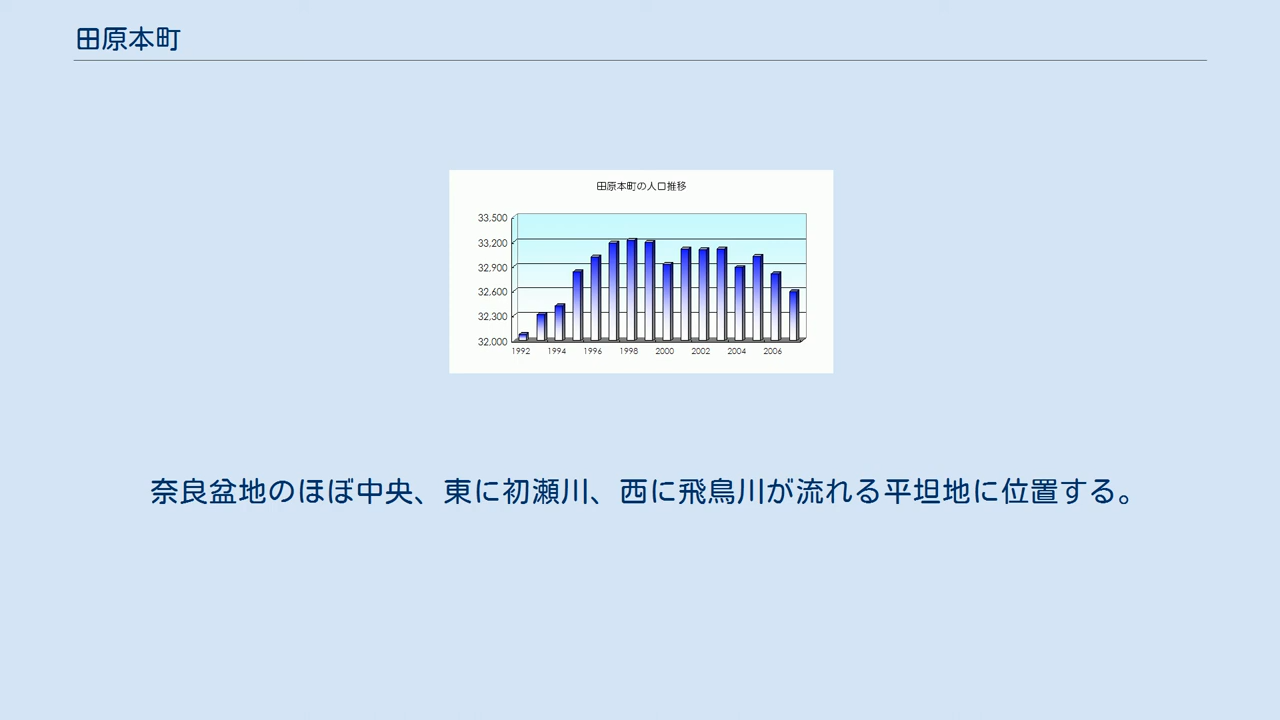 田原本町
田原本町の人口推移
33,500
33,200
32,900
32,600
32,300
32,000
1992 1994 1996 1998 2000 2002 2004 2006
奈良盆地のほぼ中央、東に初瀬川、西に飛鳥川が流れる平坦地に位置する。